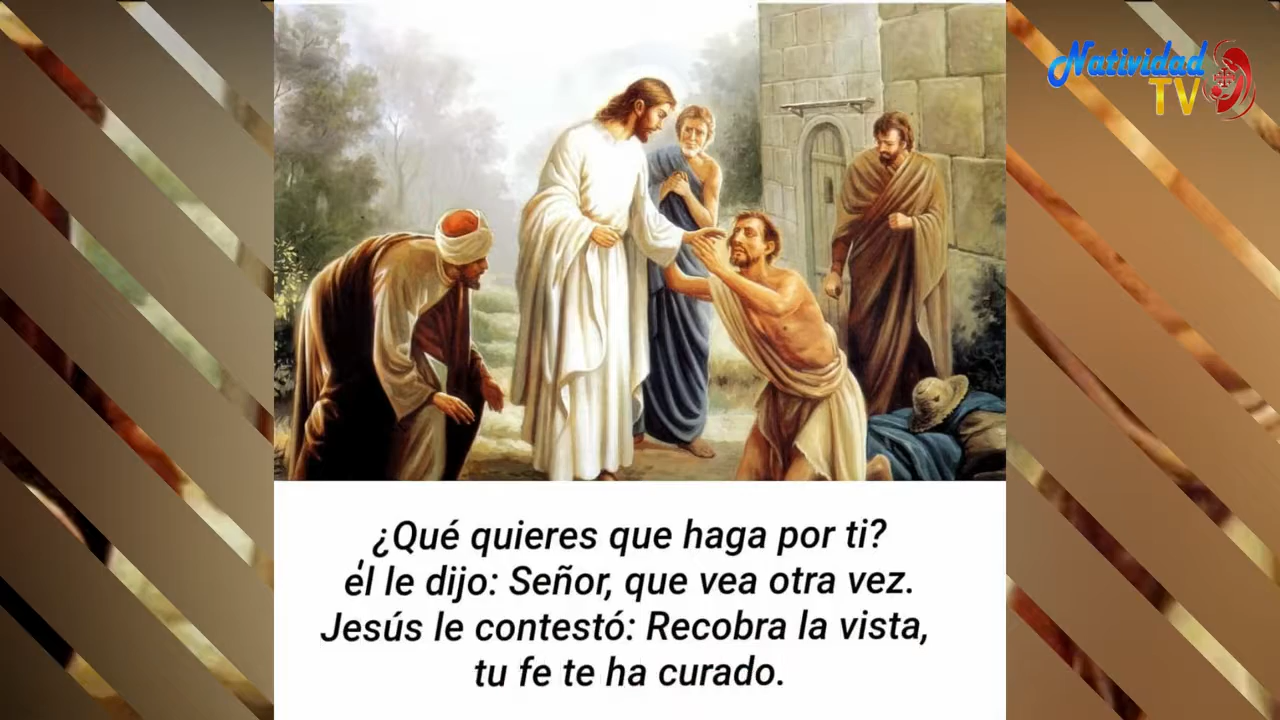 Natividad
TV
¿Qué quieres que haga por ti?
él le dijo: Señor, que vea otra vez.
Jesús le contestó: Recobra la vista,
tu fe te ha curado.